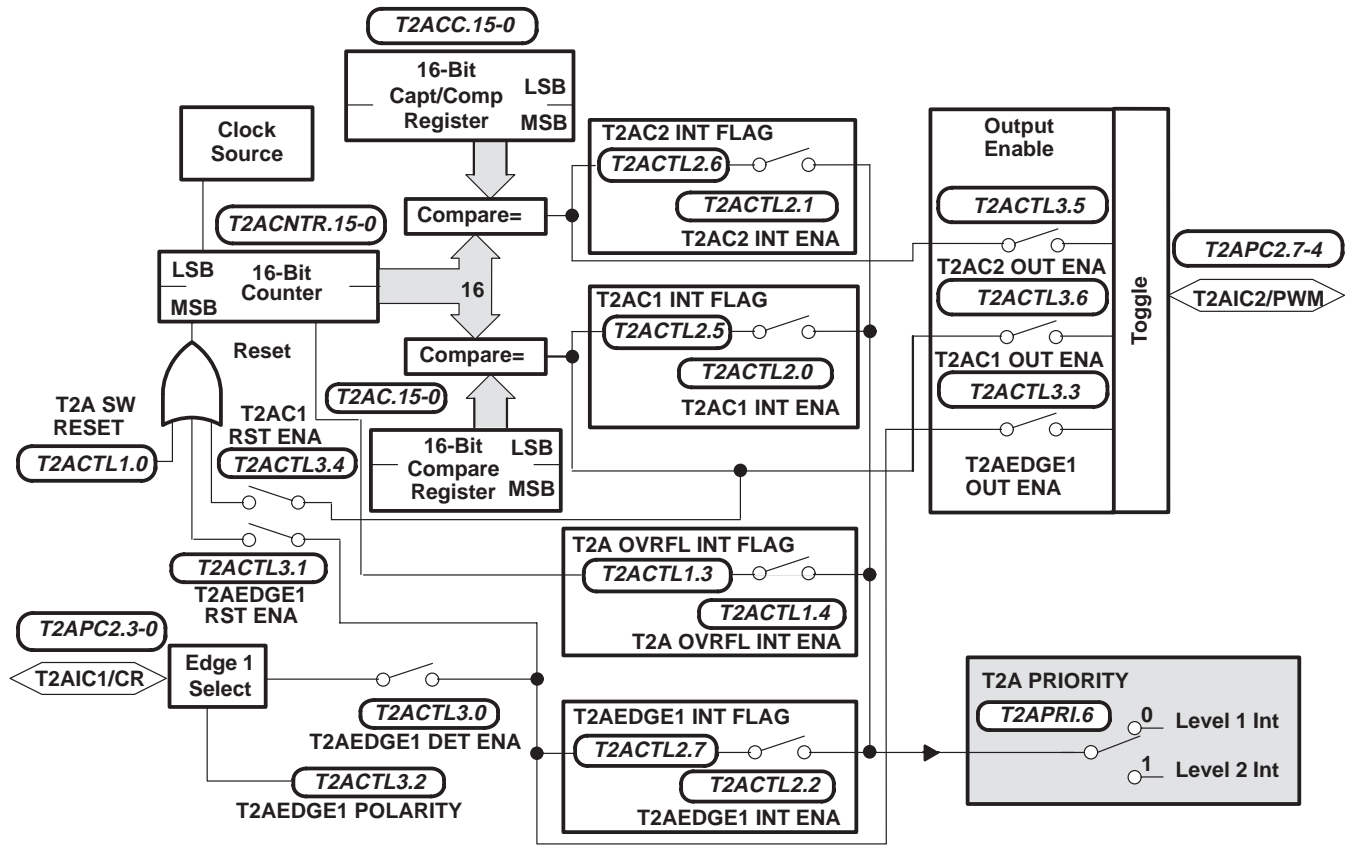 T2ACC.15-0
16-Bit
Capt/Comp
Register
LSB
MSB
Clock
Source
T2ACNTR.15-0
Compare=
LSB
MSB
16-Bit
Counter
16
Reset
Compare=
T2AC.15-0
16-Bit
Compare
Register
LSB
MSB
T2A SW
RESET
T2ACTL1.0
T2AC1
RST ENA
T2ACTL3.4
T2ACTL3.1
T2AEDGE1
RST ENA
T2APC2.3-0
T2AIC1/CR
Edge 1
Select
T2ACTL3.0
T2AEDGE1 DET ENA
T2ACTL3.2
T2AEDGE1 POLARITY
T2AC2 INT FLAG
T2ACTL2.6
T2ACTL2.1
T2AC2 INT ENA
T2AC1 INT FLAG
T2ACTL2.5
T2ACTL2.0
T2AC1 INT ENA
T2A OVRFL INT FLAG
T2ACTL1.3
T2ACTL1.4
T2A OVRFL INT ENA
T2AEDGE1 INT FLAG
T2ACTL2.7
T2ACTL2.2
T2AEDGE1 INT ENA
Output
Enable
T2ACTL3.5
T2AC2 OUT ENA
T2ACTL3.6
T2AC1 OUT ENA
T2ACTL3.3
T2AEDGE1
OUT ENA
Toggle
T2APC2.7-4
T2AIC2/PWM
T2A PRIORITY
T2APRI.6
0
Level 1 Int
1
Level 2 Int